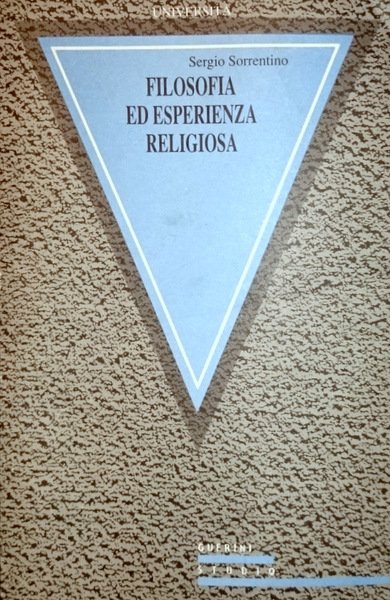 UNIVERSITÀ
Sergio Sorrentino
FILOSOFIA
ED ESPERIENZA
RELIGIOSA
GUERINI
STUDIO